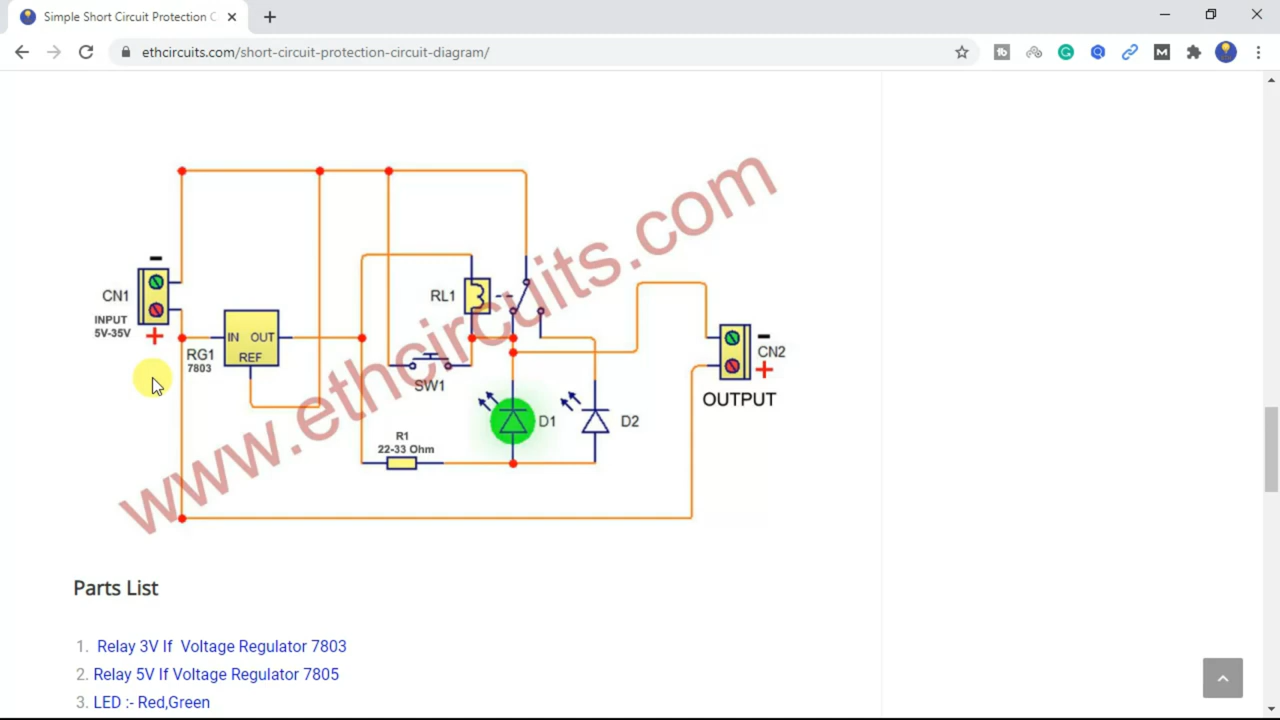 Simple Short Circuit Protection C
ethcircuits.com/short-circuit-protection-circuit-diagram/
www.ethcircuits.com
CN1
INPUT
5V-35V
IN OUT
REF
RG1
7803
RL1
SW1
R1
22-33 Ohm
D1
D2
CN2
OUTPUT
Parts List
1. Relay 3V If Voltage Regulator 7803
2. Relay 5V If Voltage Regulator 7805
3. LED :- Red,Green